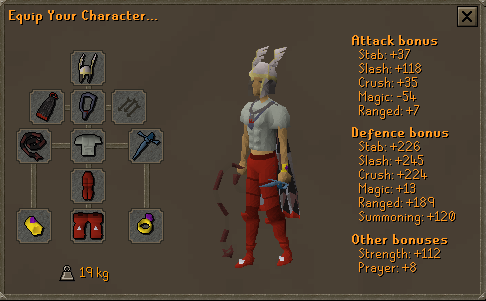 Equip Your Character...
Attack bonus
Stab: +37
Slash: +118
Crush: +35
Magic: -54
Ranged: +7
Defence bonus
Stab: +226
Slash: +245
Crush: +224
Magic: +13
Ranged: +189
Summoning: +120
Other bonuses
Strength: +112
Prayer: +8
19 kg